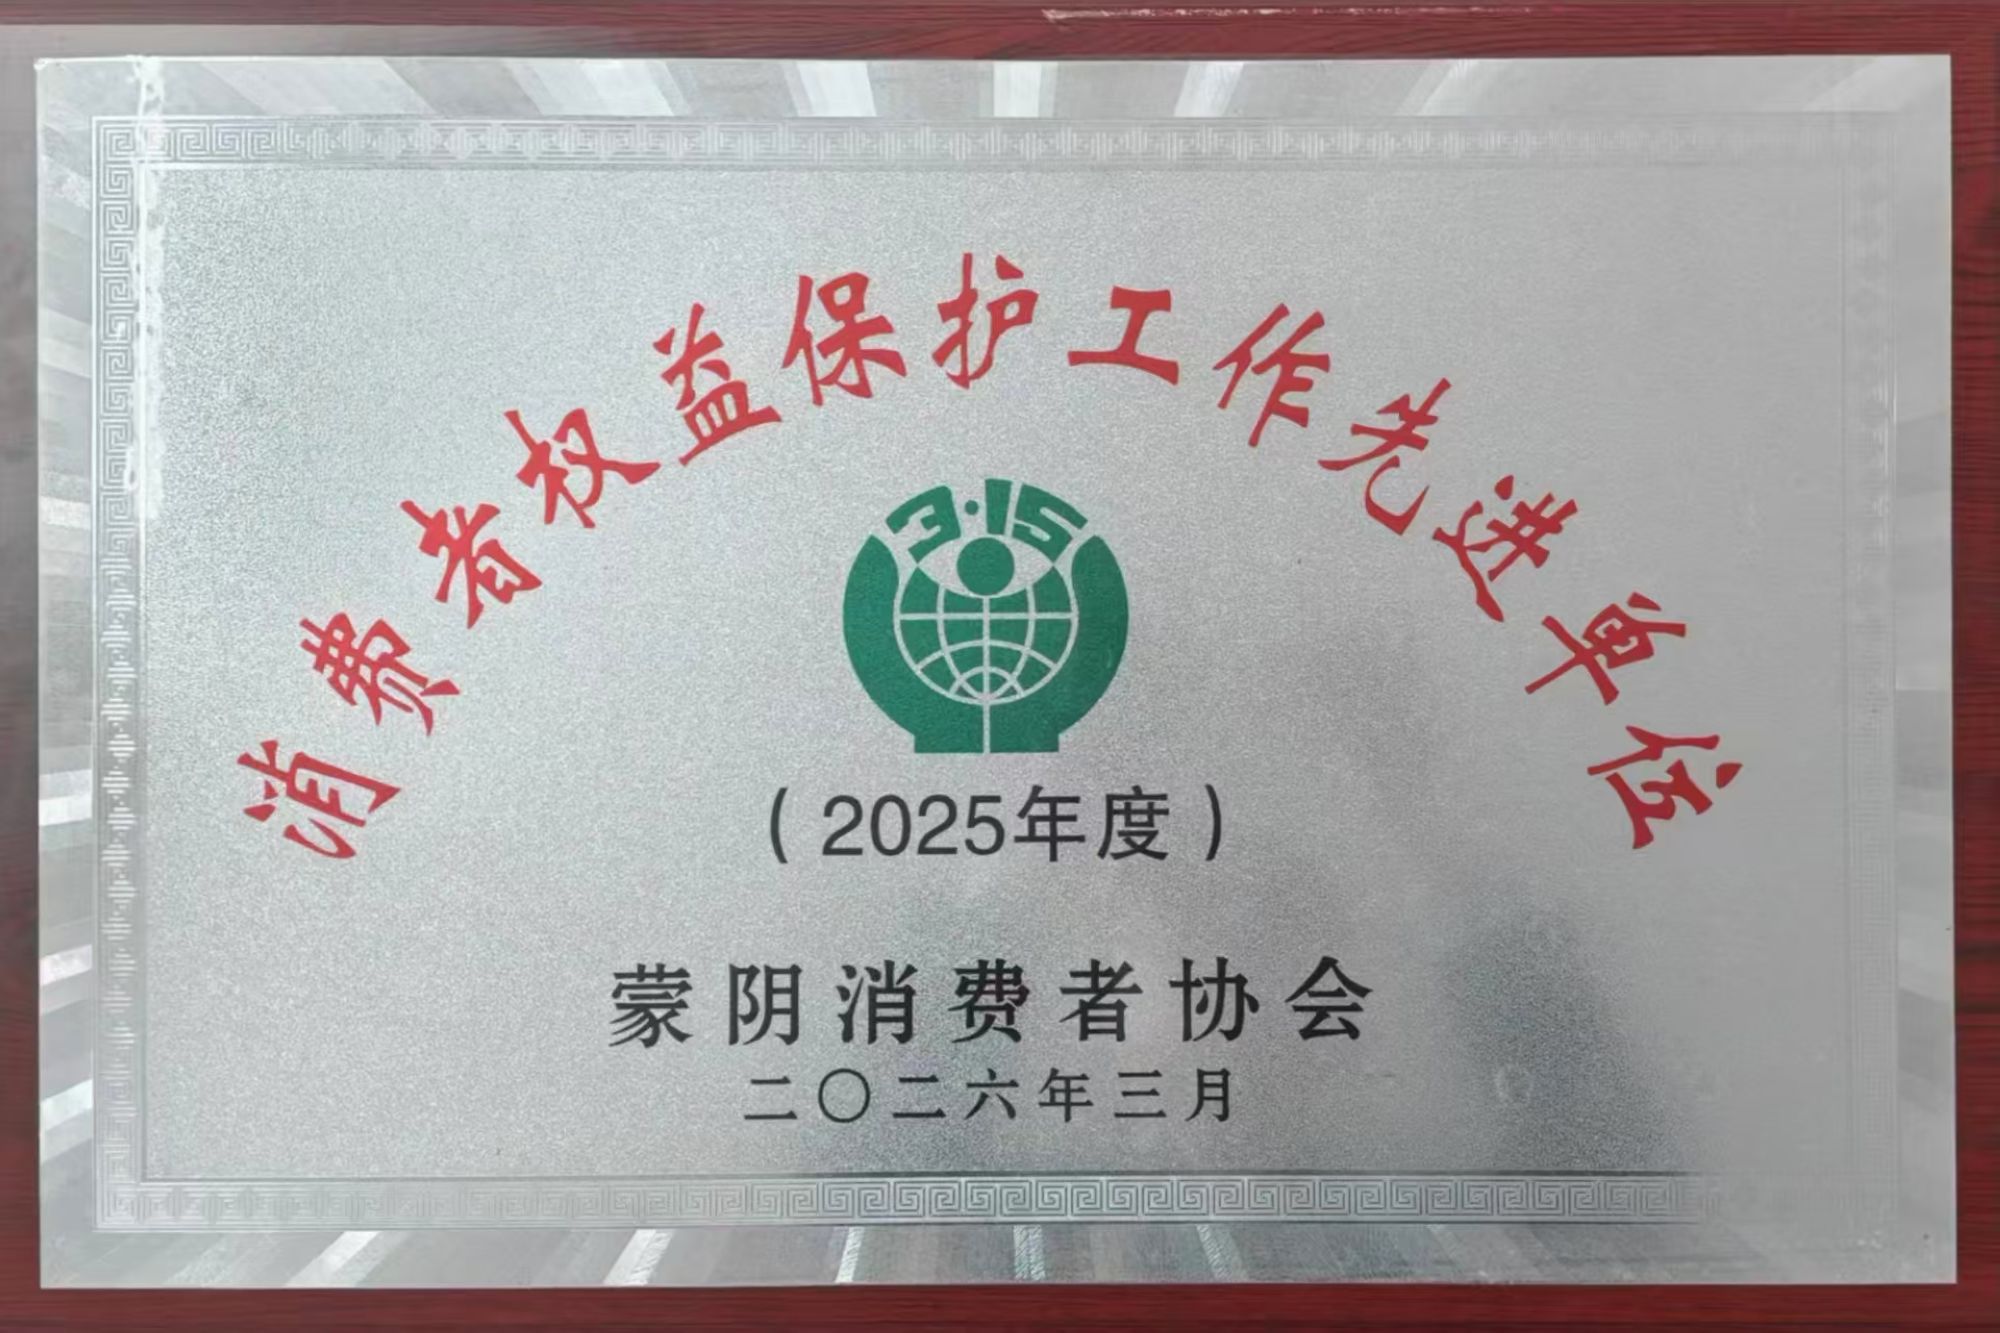 消费者权益保护工作先进单位
3·15
（2025年度）
蒙阴消费者协会
二〇二六年三月